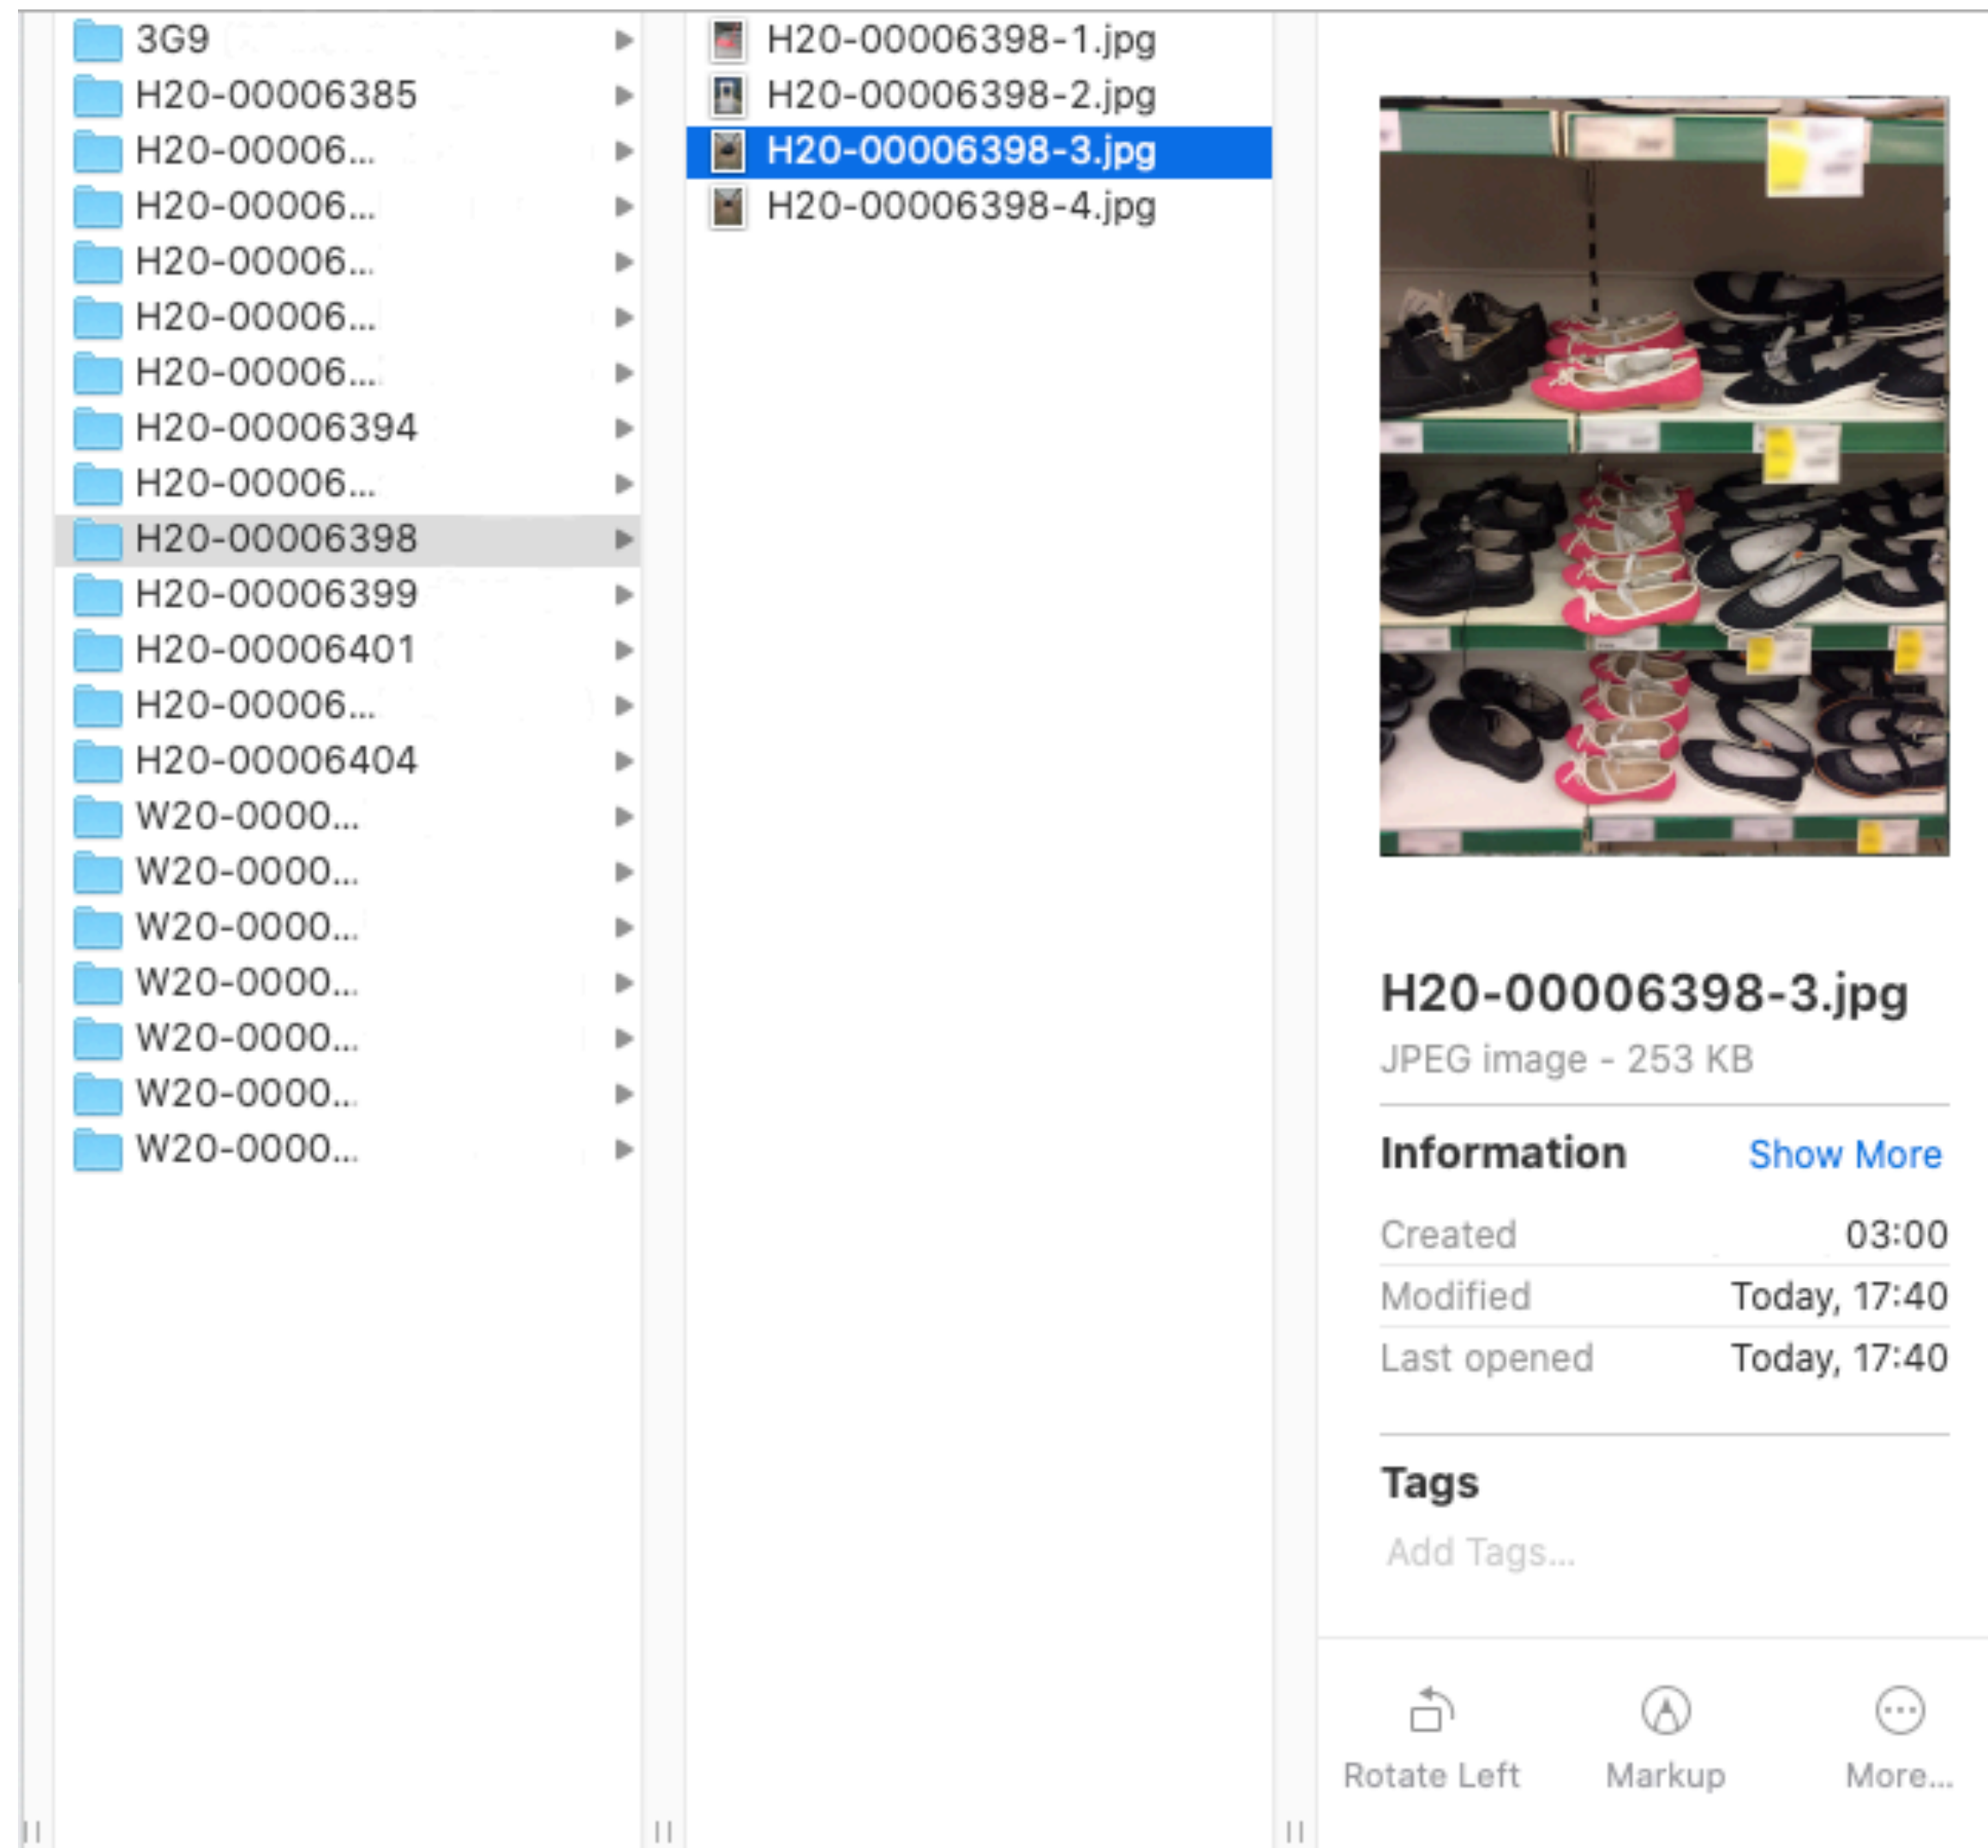 3G9
H20-00006385
H20-00006...
H20-00006...
H20-00006...
H20-00006...
H20-00006...
H20-00006394
H20-00006...
H20-00006398
H20-00006399
H20-00006401
H20-00006...
H20-00006404
W20-0000...
W20-0000...
W20-0000...
W20-0000...
W20-0000...
W20-0000...
W20-0000...
H20-00006398-1.jpg
H20-00006398-2.jpg
H20-00006398-3.jpg
H20-00006398-4.jpg
H20-00006398-3.jpg
JPEG image - 253 KB
Information Show More
Created 03:00
Modified Today, 17:40
Last opened Today, 17:40
Tags
Add Tags...
Rotate Left Markup More...